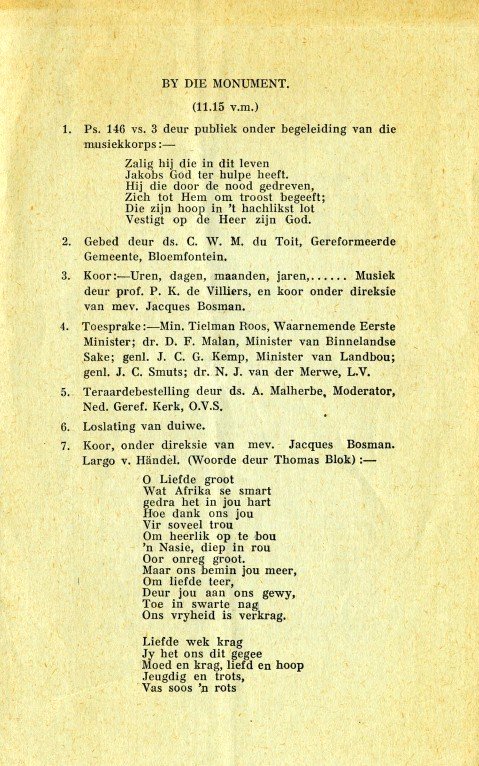 BY DIE MONUMENT.
(11.15 v.m.)
1. Ps. 146 vs. 3 deur publiek onder begeleiding van die
musiekkorps:—
Zalig hij die in dit leven
Jakobs God ter hulpe heeft.
Hij die door de nood gedreven,
Zich tot Hem om troost begeeft;
Die zijn hoop in 't hachlikst lot
Vestigt op de Heer zijn God.
2. Gebed deur ds. C. W. M. du Toit, Gereformeerde
Gemeente, Bloemfontein.
3. Koor:—Uren, dagen, maanden, jaren,...... Musiek
deur prof. P. K. de Villiers, en koor onder direksie
van mev. Jacques Bosman.
4. Toesprake:—Min. Tielman Roos, Waarnemende Eerste
Minister; dr. D. F. Malan, Minister van Binnelandse
Sake; genl. J. C. G. Kemp, Minister van Landbou;
genl. J. C. Smuts; dr. N. J. van der Merwe, L.V.
5. Teraardebestelling deur ds. A. Malherbe, Moderator,
Ned. Geref. Kerk, O.V.S.
6. Loslating van duiwe.
7. Koor, onder direksie van mev. Jacques Bosman.
Largo v. Händel. (Woorde deur Thomas Blok):—
O Liefde groot
Wat Afrika se smart
gedra het in jou hart
Hoe dank ons jou
Vir soveel trou
Om heerlik op te bou
'n Nasie, diep in rou
Oor onreg groot.
Maar ons bemin jou meer,
Om liefde teer,
Deur jou aan ons gewy,
Toe in swarte nag
Ons vryheid is verkrag.
Liefde wek krag
Jy het ons dit gegee
Moed en krag, liefd en hoop
Jeugdig en trots,
Vas soos 'n rots